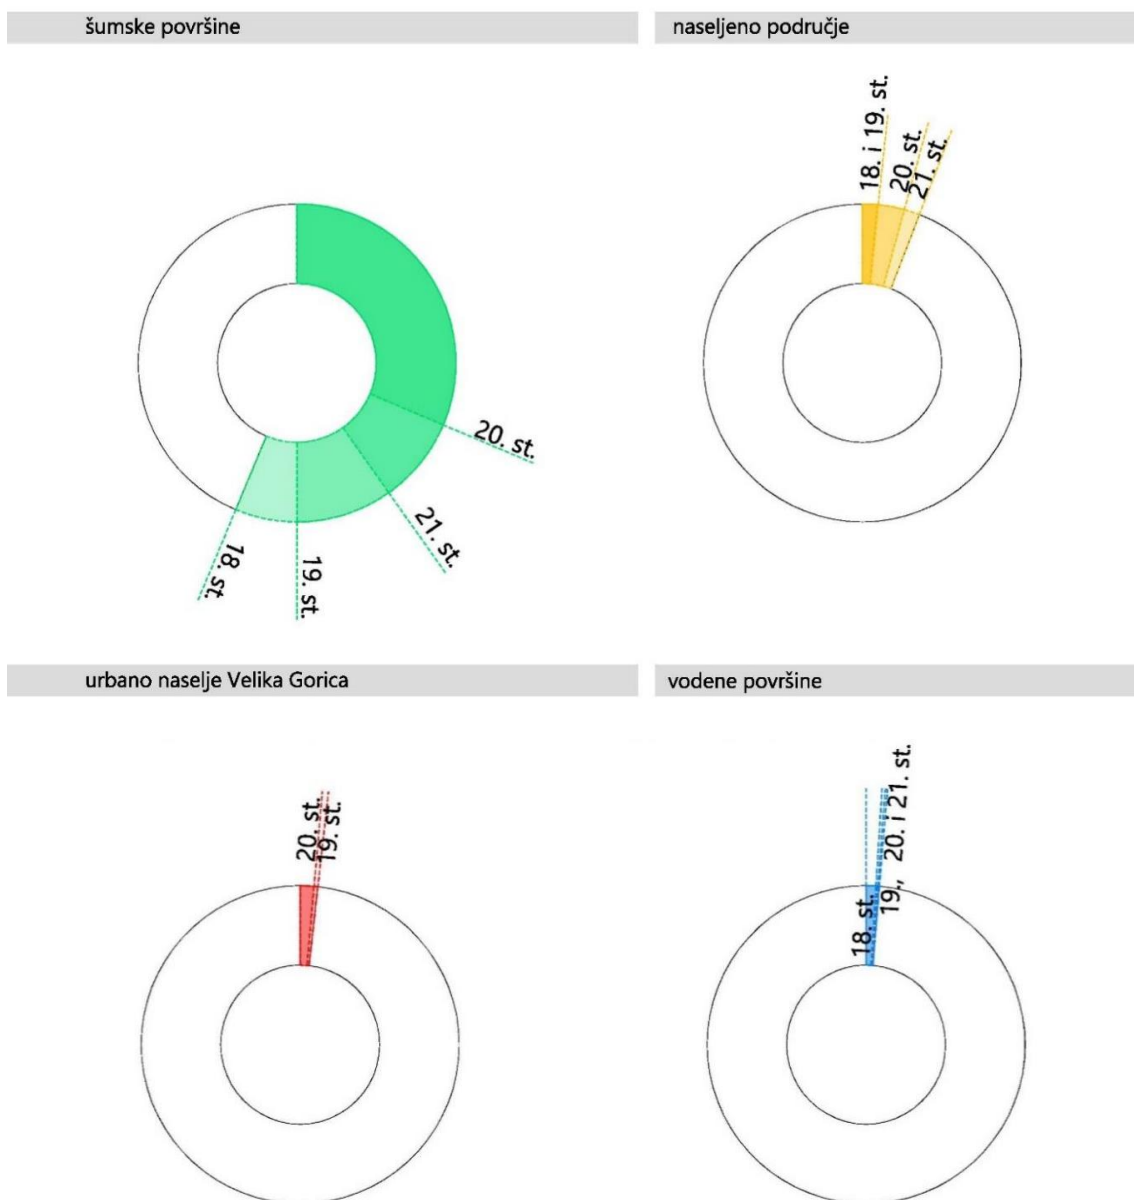 šumske površine
naseljeno područje
18. i 19. st.
20. st.
21. st.
20. st.
21. st.
19. st.
18. st.
urbano naselje Velika Gorica
vodene površine
20. st.
19. st.
18. st.
19., 20. i 21. st.